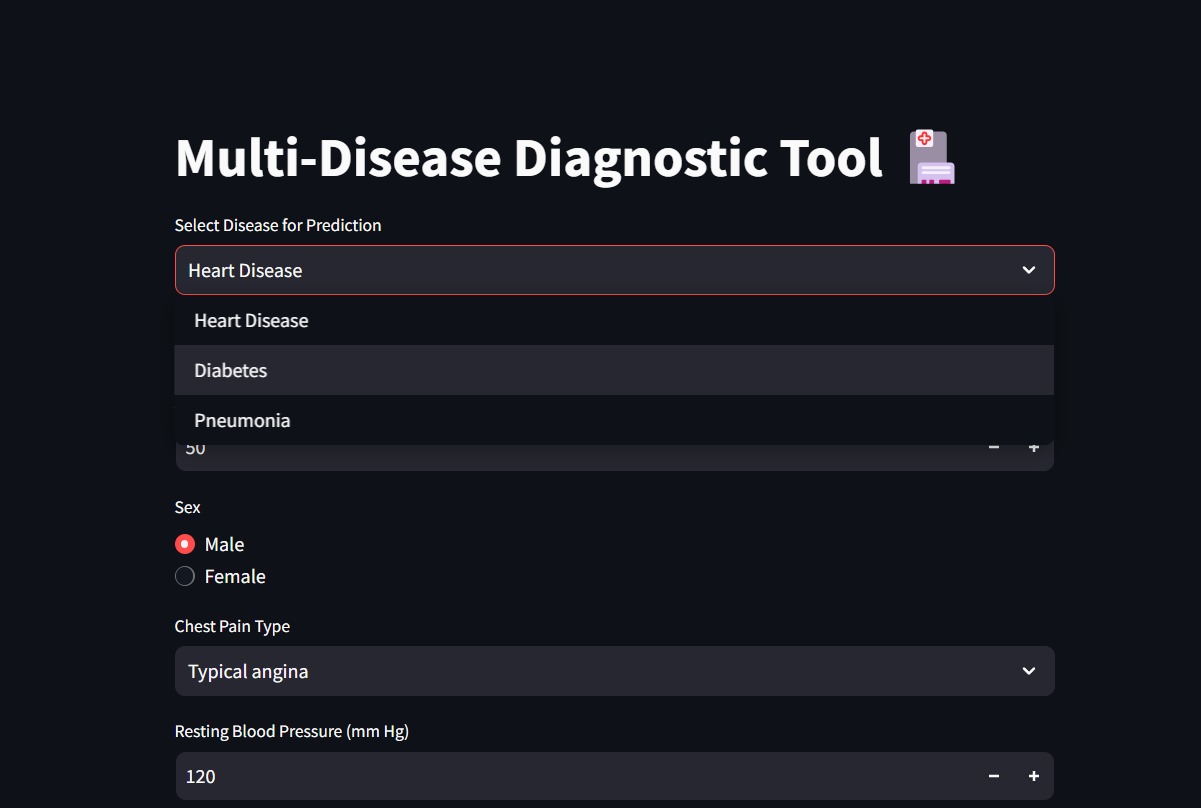 Multi-Disease Diagnostic Tool
Select Disease for Prediction
Heart Disease
Heart Disease
Diabetes
Pneumonia
50
Sex
Male
Female
Chest Pain Type
Typical angina
Resting Blood Pressure (mm Hg)
120